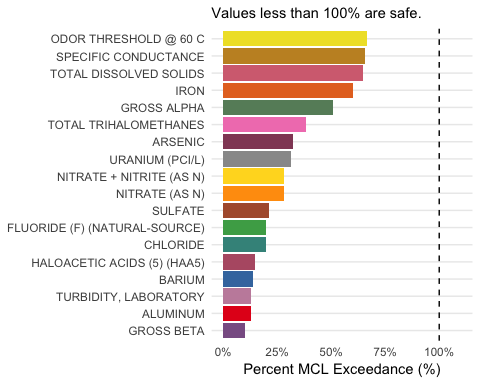 Values less than 100% are safe.
ODOR THRESHOLD @ 60 C
SPECIFIC CONDUCTANCE
TOTAL DISSOLVED SOLIDS
IRON
GROSS ALPHA
TOTAL TRIHALOMETHANES
ARSENIC
URANIUM (PCI/L)
NITRATE + NITRITE (AS N)
NITRATE (AS N)
SULFATE
FLUORIDE (F) (NATURAL-SOURCE)
CHLORIDE
HALOACETIC ACIDS (5) (HAA5)
BARIUM
TURBIDITY, LABORATORY
ALUMINUM
GROSS BETA
0% 25% 50% 75% 100%
Percent MCL Exceedance (%)